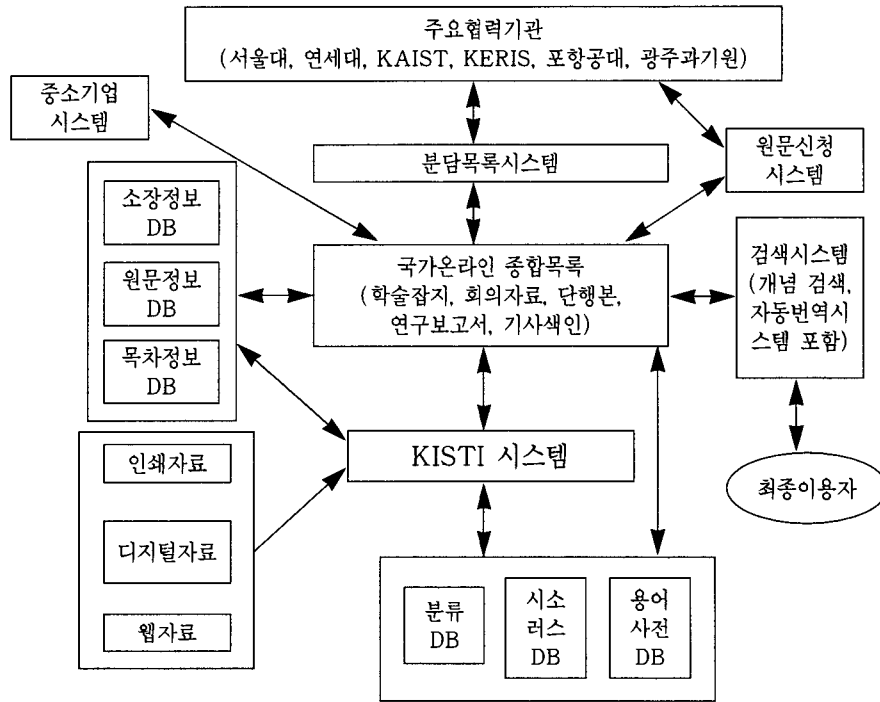 주요협력기관
(서울대, 연세대, KAIST, KERIS, 포항공대, 광주과기원)
중소기업
시스템
분담목록시스템
원문신청
시스템
소장정보
DB
원문정보
DB
목차정보
DB
국가온라인 종합목록
(학술잡지, 회의자료, 단행본,
연구보고서, 기사색인)
검색시스템
(개념 검색,
자동번역시
스템 포함)
KISTI 시스템
최종이용자
인쇄자료
디지털자료
웹자료
분류
DB
시소
러스
DB
용어
사전
DB